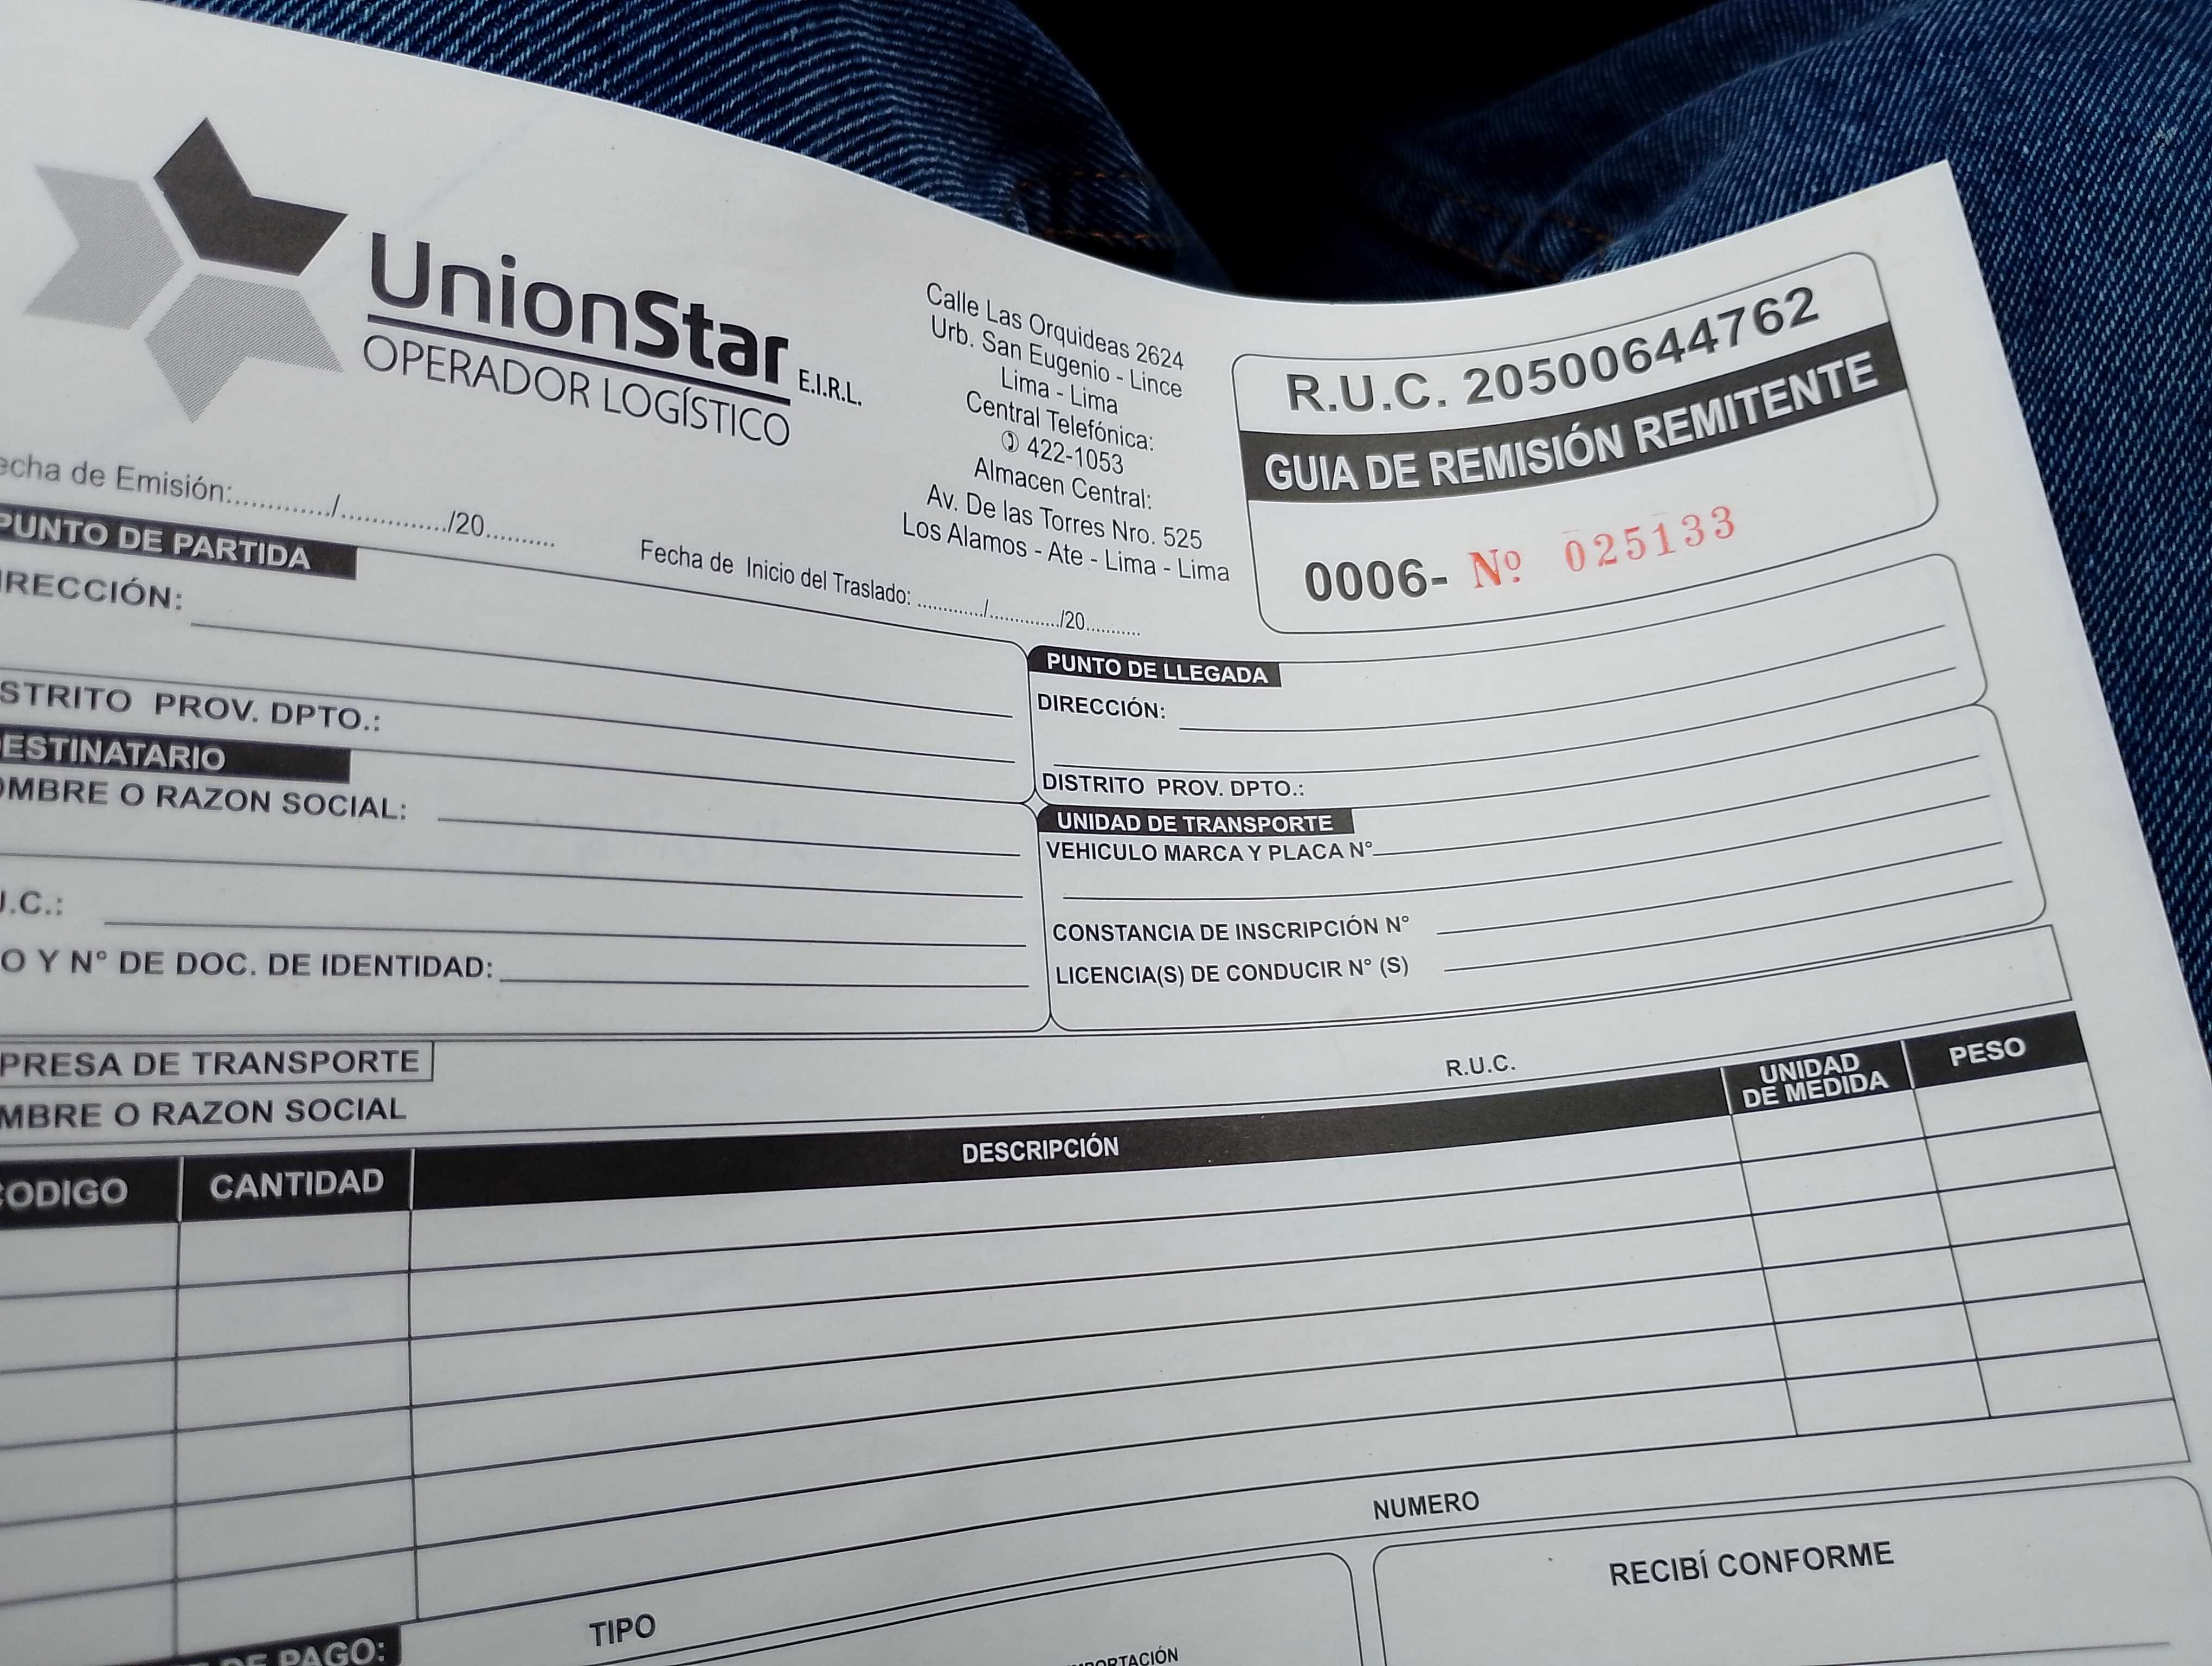 UnionStar E.I.R.L.
OPERADOR LOGÍSTICO
Calle Las Orquideas 2624
Urb. San Eugenio - Lince
Lima - Lima
Central Telefónica:
✆ 422-1053
Almacen Central:
Av. De las Torres Nro. 525
Los Alamos - Ate - Lima - Lima
R.U.C. 20500644762
GUIA DE REMISIÓN REMITENTE
0006- Nº 025133
echa de Emisión:............/............../20..........
Fecha de Inicio del Traslado: ............/............../20...........
PUNTO DE PARTIDA
IRECCIÓN:
STRITO PROV. DPTO.:
PUNTO DE LLEGADA
DIRECCIÓN:
DISTRITO PROV. DPTO.:
ESTINATARIO
OMBRE O RAZON SOCIAL:
U.C.:
O Y N° DE DOC. DE IDENTIDAD:
UNIDAD DE TRANSPORTE
VEHICULO MARCA Y PLACA N°
CONSTANCIA DE INSCRIPCIÓN N°
LICENCIA(S) DE CONDUCIR N° (S)
PRESA DE TRANSPORTE
MBRE O RAZON SOCIAL
R.U.C.
CODIGO CANTIDAD DESCRIPCIÓN UNIDAD DE MEDIDA PESO
DE PAGO:
TIPO
NUMERO
PORTACIÓN
RECIBÍ CONFORME